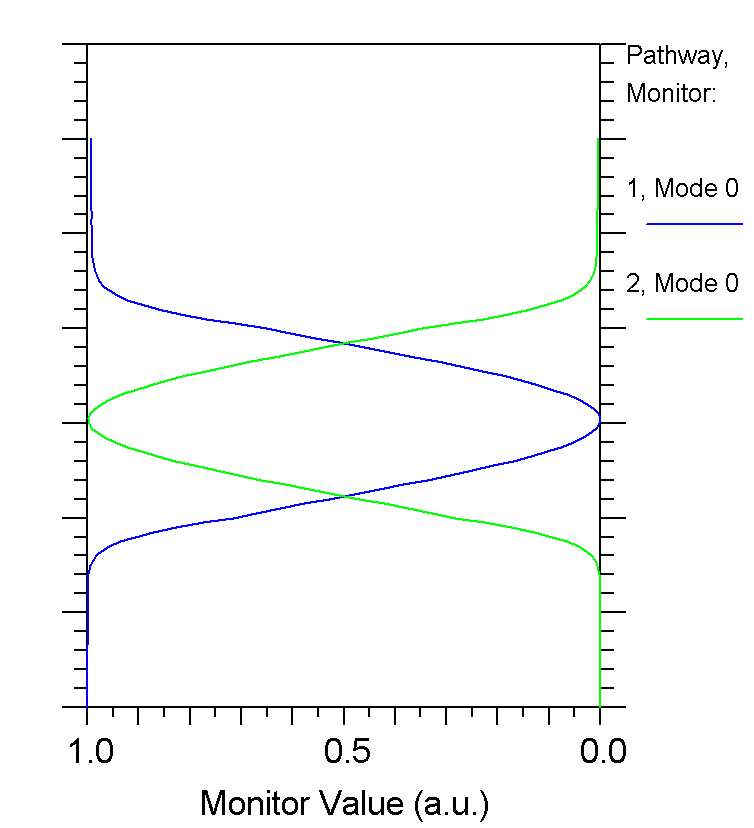 Pathway,
Monitor:
1, Mode 0
2, Mode 0
1.0 0.5 0.0
Monitor Value (a.u.)